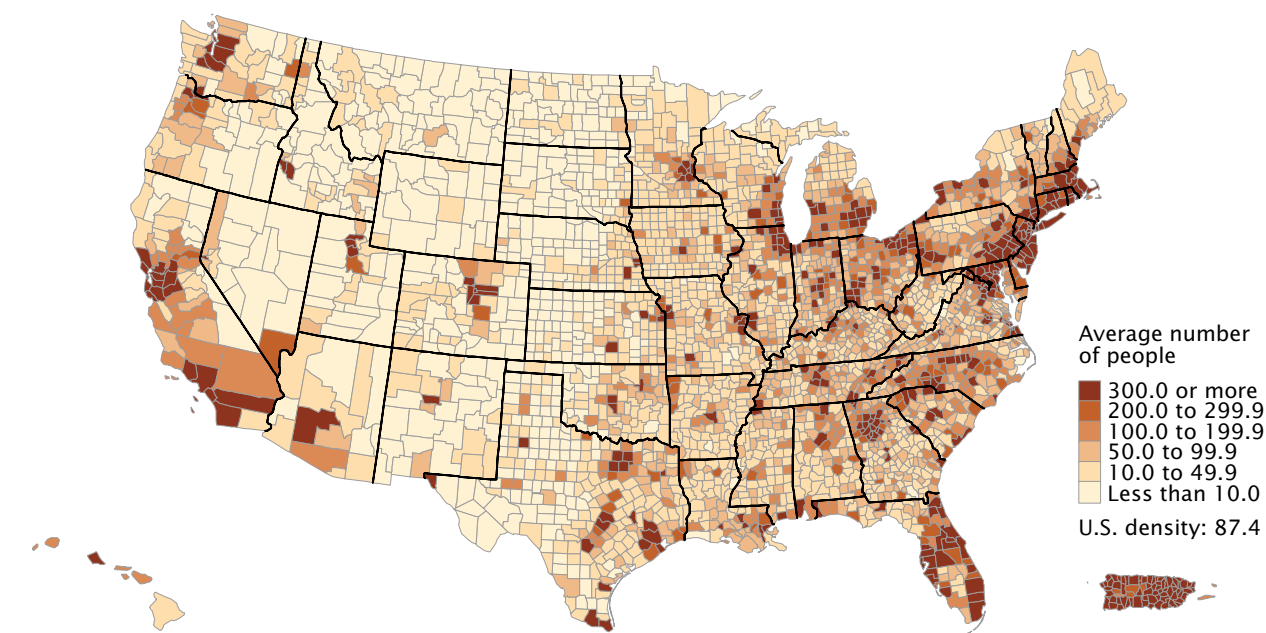 Average number
of people
300.0 or more
200.0 to 299.9
100.0 to 199.9
50.0 to 99.9
10.0 to 49.9
Less than 10.0
U.S. density: 87.4